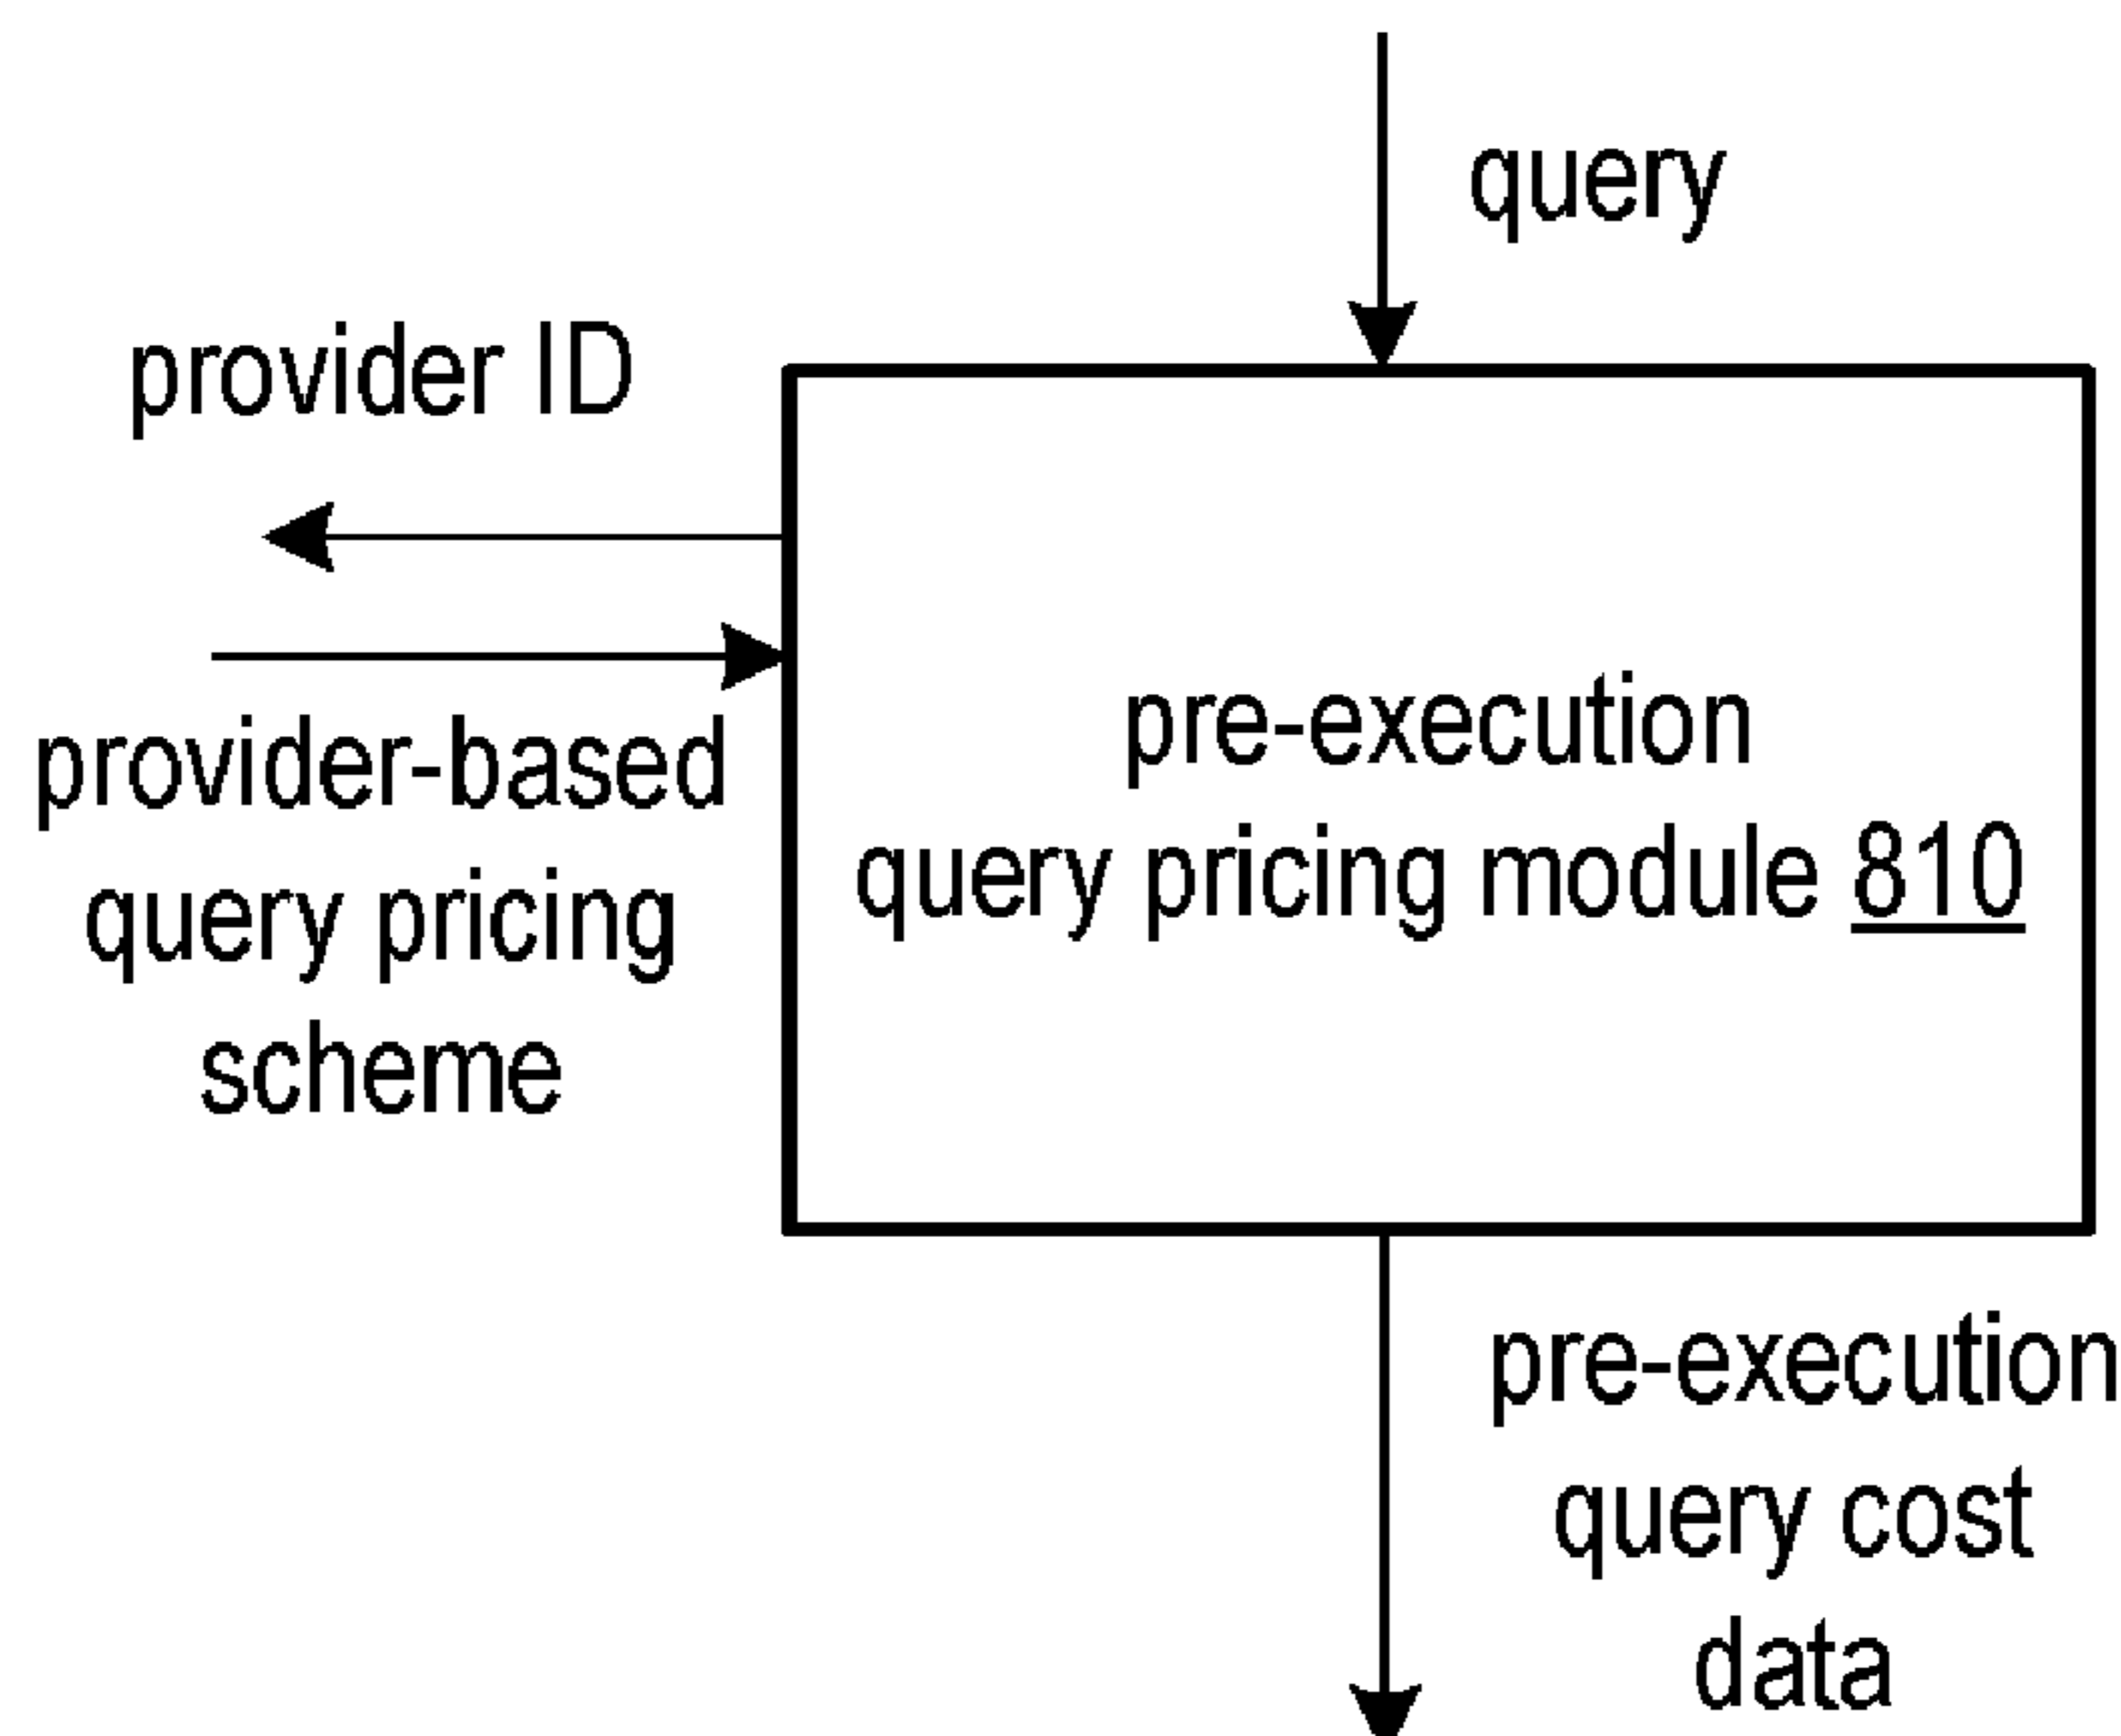 query
provider ID
provider-based
query pricing
scheme
pre-execution
query pricing module 810
pre-execution
query cost
data